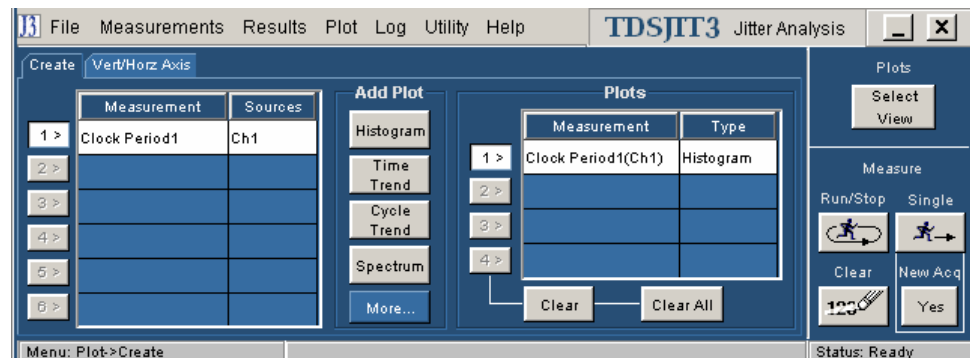 J3 File Measurements Results Plot Log Utility Help TDSJIT3 Jitter Analysis
Create Vert/Horz Axis
Measurement Sources
1 > Clock Period1 Ch1
2 >
3 >
4 >
5 >
6 >
Add Plot
Histogram
Time
Trend
Cycle
Trend
Spectrum
More...
Plots
Measurement Type
1 > Clock Period1(Ch1) Histogram
2 >
3 >
4 >
Clear Clear All
Plots
Select
View
Measure
Run/Stop Single
Clear New Acq
123 Yes
Menu: Plot->Create Status: Ready